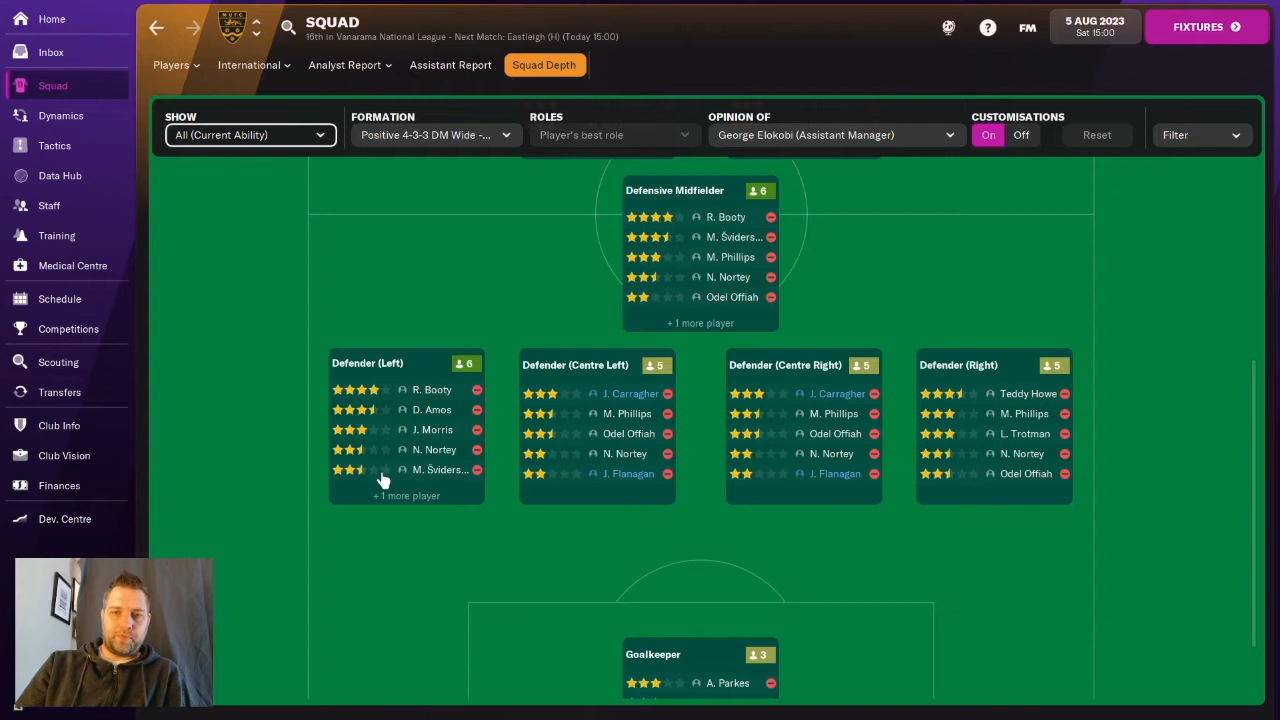 Home
Inbox
Squad
Dynamics
Tactics
Data Hub
Staff
Training
Medical Centre
Schedule
Competitions
Scouting
Transfers
Club Info
Club Vision
Finances
Dev. Centre
NUFC
SQUAD
16th in Vanarama National League - Next Match: Eastleigh (H) (Today 15:00)
FM
5 AUG 2023
Sat 15:00
FIXTURES
Players
International
Analyst Report
Assistant Report
Squad Depth
SHOW
All (Current Ability)
FORMATION
Positive 4-3-3 DM Wide -...
ROLES
Player's best role
OPINION OF
George Elokobi (Assistant Manager)
CUSTOMISATIONS
On Off
Reset
Filter
Defensive Midfielder 6
R. Booty
M. Šviders...
M. Phillips
N. Nortey
Odel Offiah
+ 1 more player
Defender (Left) 6
R. Booty
D. Amos
J. Morris
N. Nortey
M. Šviders...
+ 1 more player
Defender (Centre Left) 5
J. Carragher
M. Phillips
Odel Offiah
N. Nortey
J. Flanagan
Defender (Centre Right) 5
J. Carragher
M. Phillips
Odel Offiah
N. Nortey
J. Flanagan
Defender (Right) 5
Teddy Howe
M. Phillips
L. Trotman
N. Nortey
Odel Offiah
Goalkeeper 3
A. Parkes